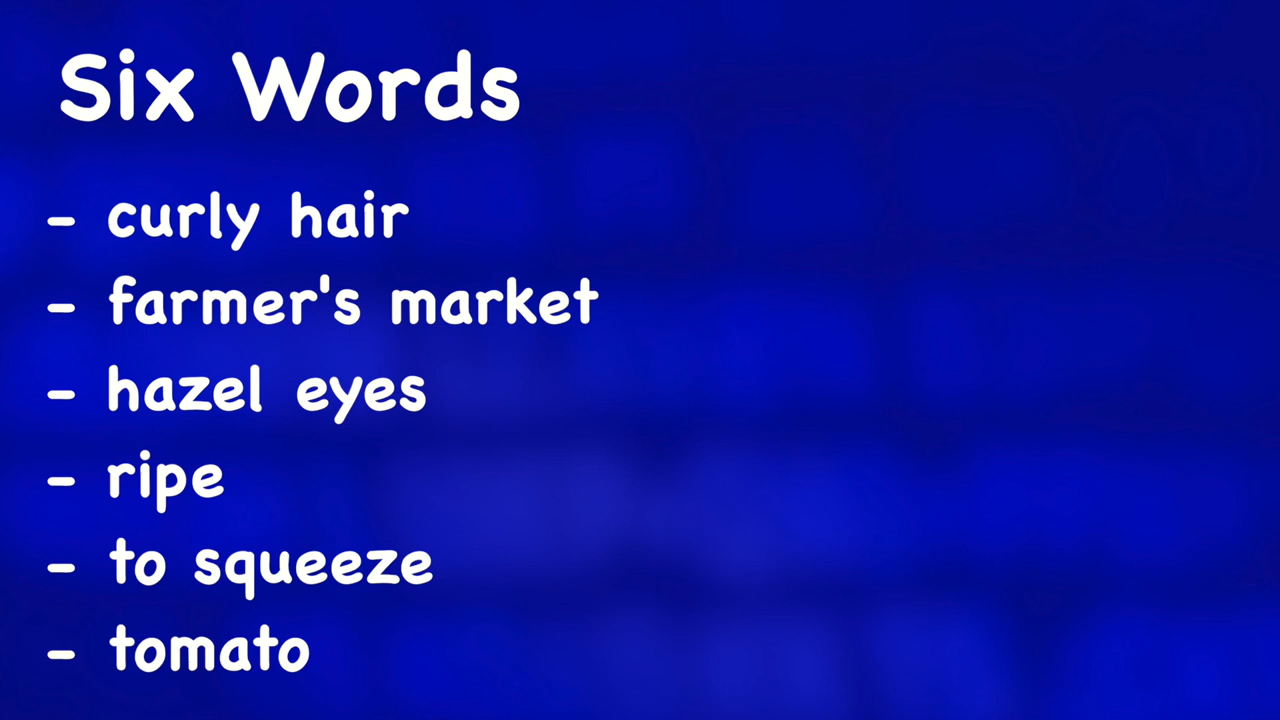 Six Words
- curly hair
- farmer's market
- hazel eyes
- ripe
- to squeeze
- tomato